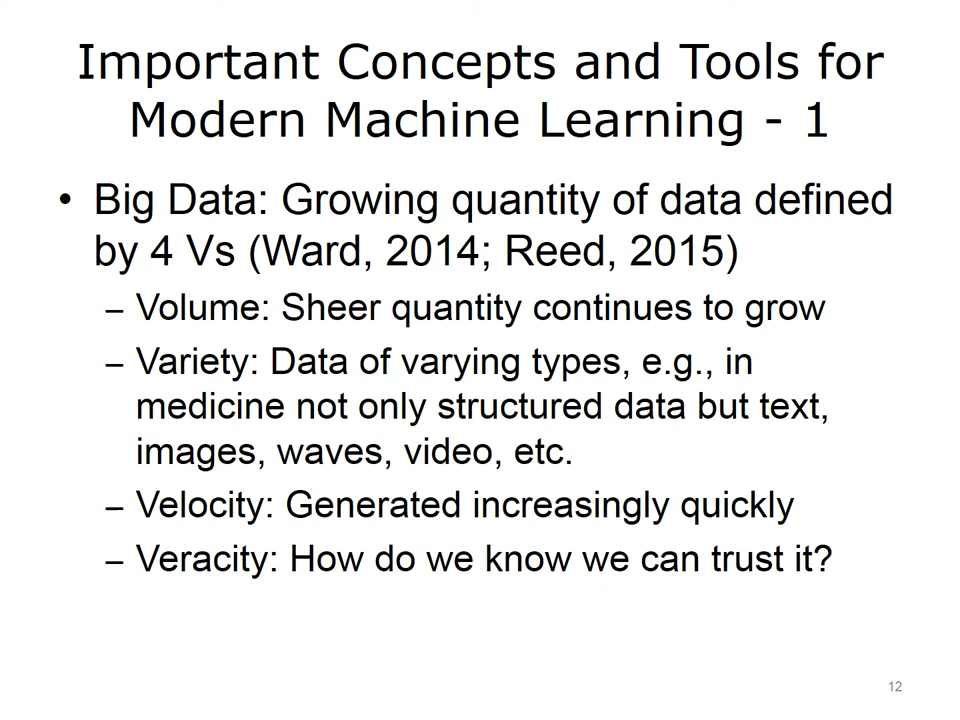 Important Concepts and Tools for
Modern Machine Learning - 1
• Big Data: Growing quantity of data defined
by 4 Vs (Ward, 2014; Reed, 2015)
– Volume: Sheer quantity continues to grow
– Variety: Data of varying types, e.g., in
medicine not only structured data but text,
images, waves, video, etc.
– Velocity: Generated increasingly quickly
– Veracity: How do we know we can trust it?
12